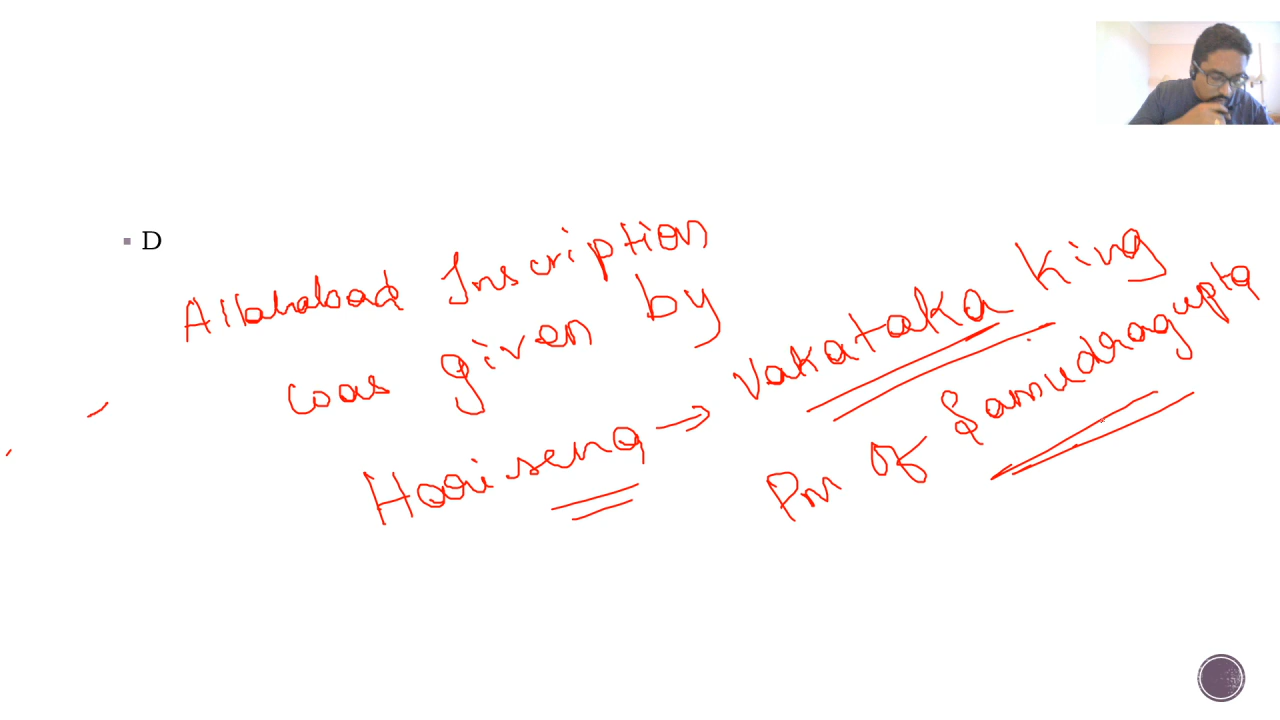 D
Allahabad Inscription
was given by
Harisena → Vakataka King
Pm of Samudragupta